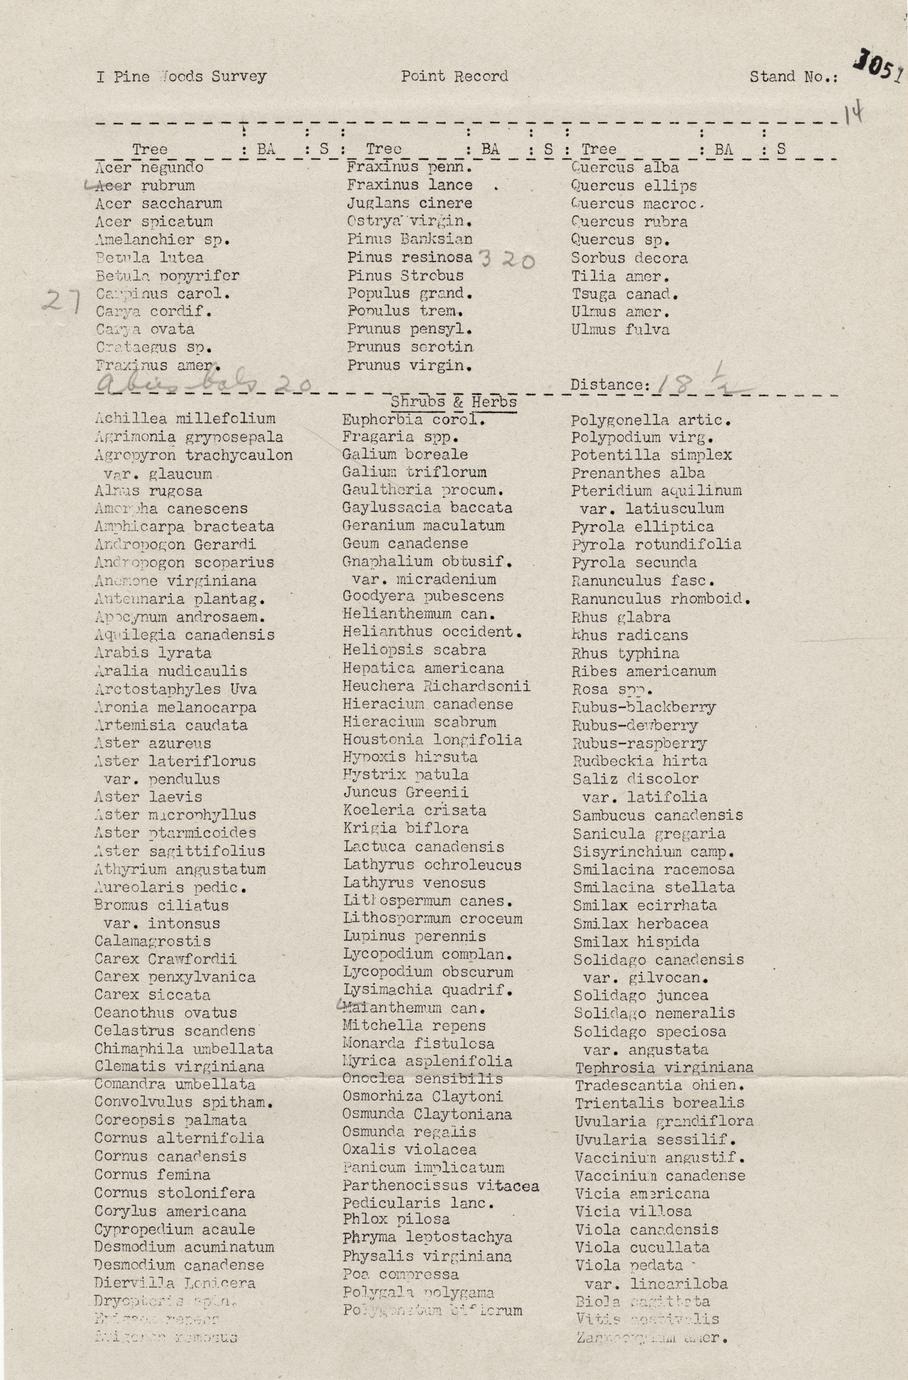 I Pine Woods Survey Point Record Stand No.: 3051
14
Tree : BA : S : Tree : BA : S : Tree : BA : S
Acer negundo
Acer rubrum
Acer saccharum
Acer spicatum
Amelanchier sp.
Betula lutea
Betula popyrifer
27 Carpinus carol.
Carya cordif.
Carya ovata
Crataegus sp.
Fraxinus amer.
Abies bals 20
Fraxinus penn.
Fraxinus lance .
Juglans cinere
Ostrya virgin.
Pinus Banksian
Pinus resinosa 3 20
Pinus Strobus
Populus grand.
Populus trem.
Prunus pensyl.
Prunus serotin
Prunus virgin.
Quercus alba
Quercus ellips
Quercus macroc.
Quercus rubra
Quercus sp.
Sorbus decora
Tilia amer.
Tsuga canad.
Ulmus amer.
Ulmus fulva
Distance: 18 1/2
Shrubs & Herbs
Achillea millefolium
Agrimonia gryposepala
Agropyron trachycaulon
var. glaucum
Alnus rugosa
Amorpha canescens
Amphicarpa bracteata
Andropogon Gerardi
Andropogon scoparius
Anemone virginiana
Antennaria plantag.
Apocynum androsaem.
Aquilegia canadensis
Arabis lyrata
Aralia nudicaulis
Arctostaphyles Uva
Aronia melanocarpa
Artemisia caudata
Aster azureus
Aster lateriflorus
var. pendulus
Aster laevis
Aster microphyllus
Aster ptarmicoides
Aster sagittifolius
Athyrium angustatum
Aureolaris pedic.
Bromus ciliatus
var. intonsus
Calamagrostis
Carex Crawfordii
Carex penxylvanica
Carex siccata
Ceanothus ovatus
Celastrus scandens
Chimaphila umbellata
Clematis virginiana
Comandra umbellata
Convolvulus spitham.
Coreopsis palmata
Cornus alternifolia
Cornus canadensis
Cornus femina
Cornus stolonifera
Corylus americana
Cypropedium acaule
Desmodium acuminatum
Desmodium canadense
Diervilla Lonicera
Dryopteris spin.
Erigeron ramosus
Euphorbia corol.
Fragaria spp.
Galium boreale
Galium triflorum
Gaultheria procum.
Gaylussacia baccata
Geranium maculatum
Geum canadense
Gnaphalium obtusif.
var. micradenium
Goodyera pubescens
Helianthemum can.
Helianthus occident.
Heliopsis scabra
Hepatica americana
Heuchera Richardsonii
Hieracium canadense
Hieracium scabrum
Houstonia longifolia
Hypoxis hirsuta
Hystrix patula
Juncus Greenii
Koeleria crisata
Krigia biflora
Lactuca canadensis
Lathyrus ochroleucus
Lathyrus venosus
Lithospermum canes.
Lithospermum croceum
Lupinus perennis
Lycopodium complan.
Lycopodium obscurum
Lysimachia quadrif.
Maianthemum can.
Mitchella repens
Monarda fistulosa
Myrica asplenifolia
Onoclea sensibilis
Osmorhiza Claytoni
Osmunda Claytoniana
Osmunda regalis
Oxalis violacea
Panicum implicatum
Parthenocissus vitacea
Pedicularis lanc.
Phlox pilosa
Phryma leptostachya
Physalis virginiana
Poa compressa
Polygala polygama
Polygonatum biflorum
Polygonella artic.
Polypodium virg.
Potentilla simplex
Prenanthes alba
Pteridium aquilinum
var. latiusculum
Pyrola elliptica
Pyrola rotundifolia
Pyrola secunda
Ranunculus fasc.
Ranunculus rhomboid.
Rhus glabra
Rhus radicans
Rhus typhina
Ribes americanum
Rosa spp.
Rubus-blackberry
Rubus-dewberry
Rubus-raspberry
Rudbeckia hirta
Saliz discolor
var. latifolia
Sambucus canadensis
Sanicula gregaria
Sisyrinchium camp.
Smilacina racemosa
Smilacina stellata
Smilax ecirrhata
Smilax herbacea
Smilax hispida
Solidago canadensis
var. gilvocan.
Solidago juncea
Solidago nemeralis
Solidago speciosa
var. angustata
Tephrosia virginiana
Tradescantia ohien.
Trientalis borealis
Uvularia grandiflora
Uvularia sessilif.
Vaccinium angustif.
Vaccinium canadense
Vicia americana
Vicia villosa
Viola canadensis
Viola cucullata
Viola pedata
var. lineariloba
Biola sagittata
Vitis aestivalis
amer.